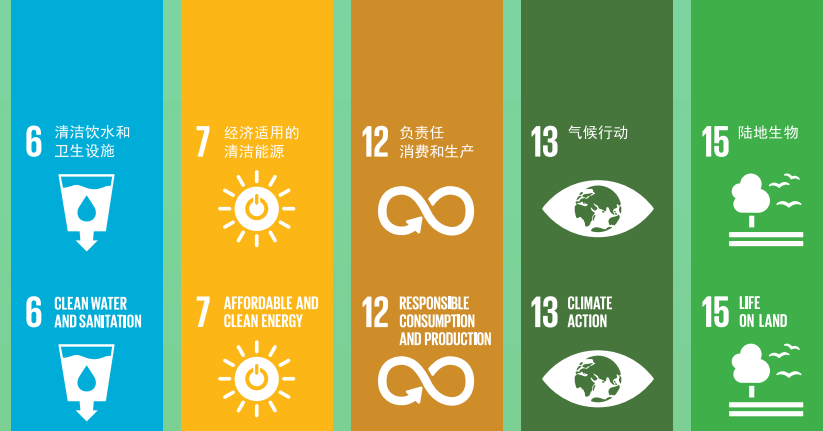 6 清洁饮水和
卫生设施
7 经济适用的
清洁能源
12 负责任
消费和生产
13 气候行动
15 陆地生物
6 CLEAN WATER
AND SANITATION
7 AFFORDABLE AND
CLEAN ENERGY
12 RESPONSIBLE
CONSUMPTION
AND PRODUCTION
13 CLIMATE
ACTION
15 LIFE
ON LAND